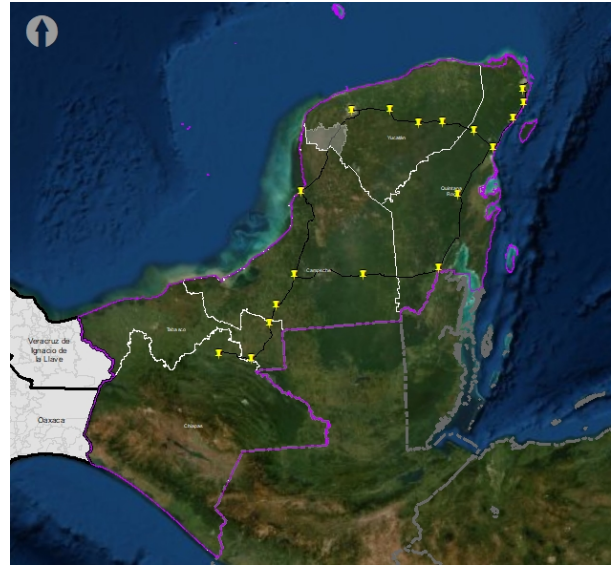 Yucatán
Quintana
Roo
Campeche
Tabasco
Veracruz de
Ignacio de
la Llave
Oaxaca
Chiapas